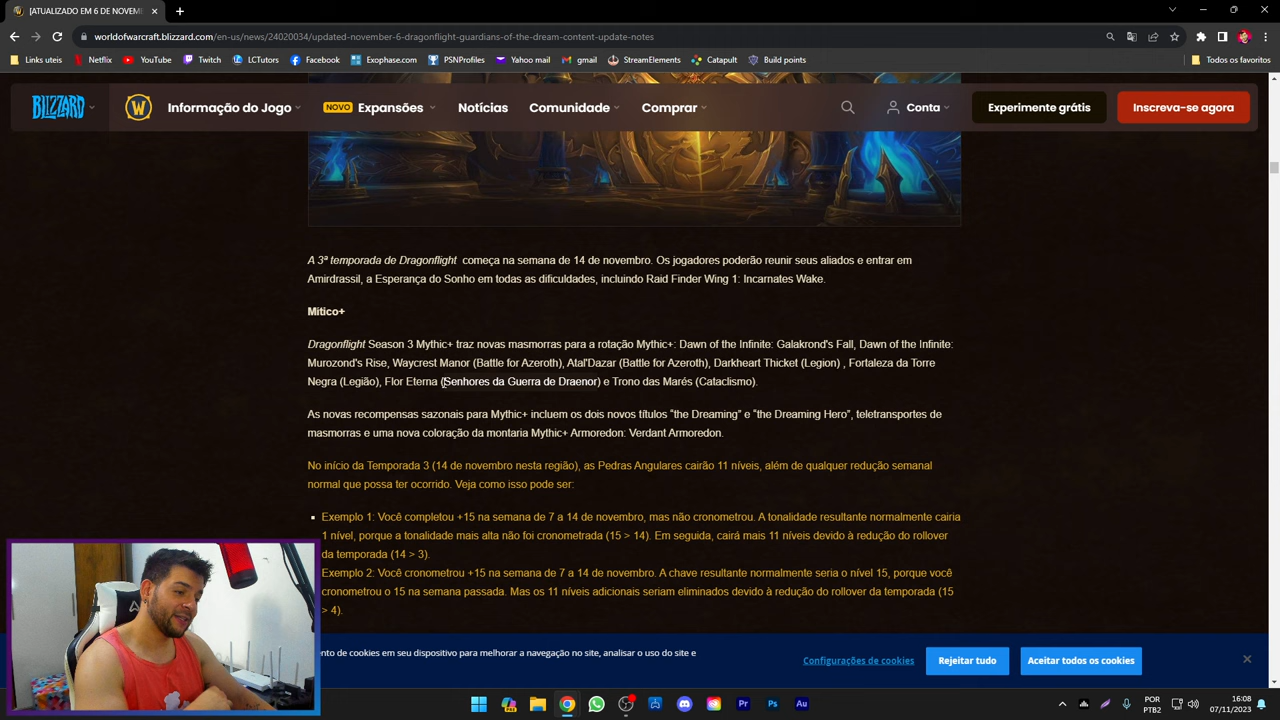 [ATUALIZADO EM 6 DE NOVEMB
worldofwarcraft.blizzard.com/en-us/news/24020034/updated-november-6-dragonflight-guardians-of-the-dream-content-update-notes
Links uteis
Netflix
YouTube
Twitch
LCTutors
Facebook
Exophase.com
PSNProfiles
Yahoo mail
gmail
StreamElements
Catapult
Build points
Todos os favoritos
BLIZZARD
W
Informação do Jogo
NOVO
Expansões
Notícias
Comunidade
Comprar
Conta
Experimente grátis
Inscreva-se agora
A 3ª temporada de Dragonflight começa na semana de 14 de novembro. Os jogadores poderão reunir seus aliados e entrar em
Amirdrassil, a Esperança do Sonho em todas as dificuldades, incluindo Raid Finder Wing 1: Incarnates Wake.
Mítico+
Dragonflight Season 3 Mythic+ traz novas masmorras para a rotação Mythic+: Dawn of the Infinite: Galakrond's Fall, Dawn of the Infinite:
Murozond's Rise, Waycrest Manor (Battle for Azeroth), Atal'Dazar (Battle for Azeroth), Darkheart Thicket (Legion) , Fortaleza da Torre
Negra (Legião), Flor Eterna (Senhores da Guerra de Draenor) e Trono das Marés (Cataclismo).
As novas recompensas sazonais para Mythic+ incluem os dois novos títulos "the Dreaming" e "the Dreaming Hero", teletransportes de
masmorras e uma nova coloração da montaria Mythic+ Armoredon: Verdant Armoredon.
No início da Temporada 3 (14 de novembro nesta região), as Pedras Angulares cairão 11 níveis, além de qualquer redução semanal
normal que possa ter ocorrido. Veja como isso pode ser:
Exemplo 1: Você completou +15 na semana de 7 a 14 de novembro, mas não cronometrou. A tonalidade resultante normalmente cairia
1 nível, porque a tonalidade mais alta não foi cronometrada (15 > 14). Em seguida, cairá mais 11 níveis devido à redução do rollover
da temporada (14 > 3).
Exemplo 2: Você cronometrou +15 na semana de 7 a 14 de novembro. A chave resultante normalmente seria o nível 15, porque você
cronometrou o 15 na semana passada. Mas os 11 níveis adicionais seriam eliminados devido à redução do rollover da temporada (15
> 4).
ento de cookies em seu dispositivo para melhorar a navegação no site, analisar o uso do site e
Configurações de cookies
Rejeitar tudo
Aceitar todos os cookies
Pr
Ps
Au
POR
PTB2
16:08
07/11/2023